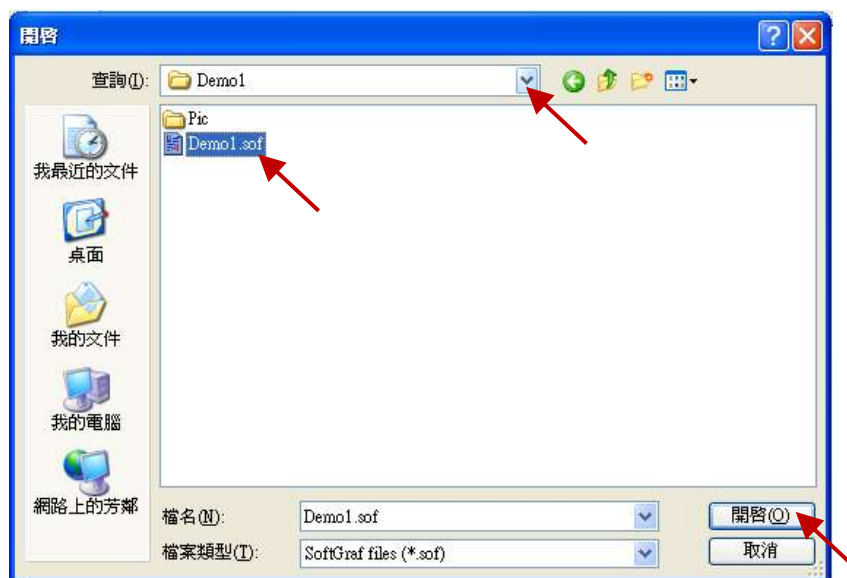 開啓
查詢(I): Demo1
Pic
Demo1.sof
我最近的文件
桌面
我的文件
我的電腦
網路上的芳鄰
檔名(N): Demo1.sof 開啓(O)
檔案類型(T): SoftGraf files (*.sof) 取消